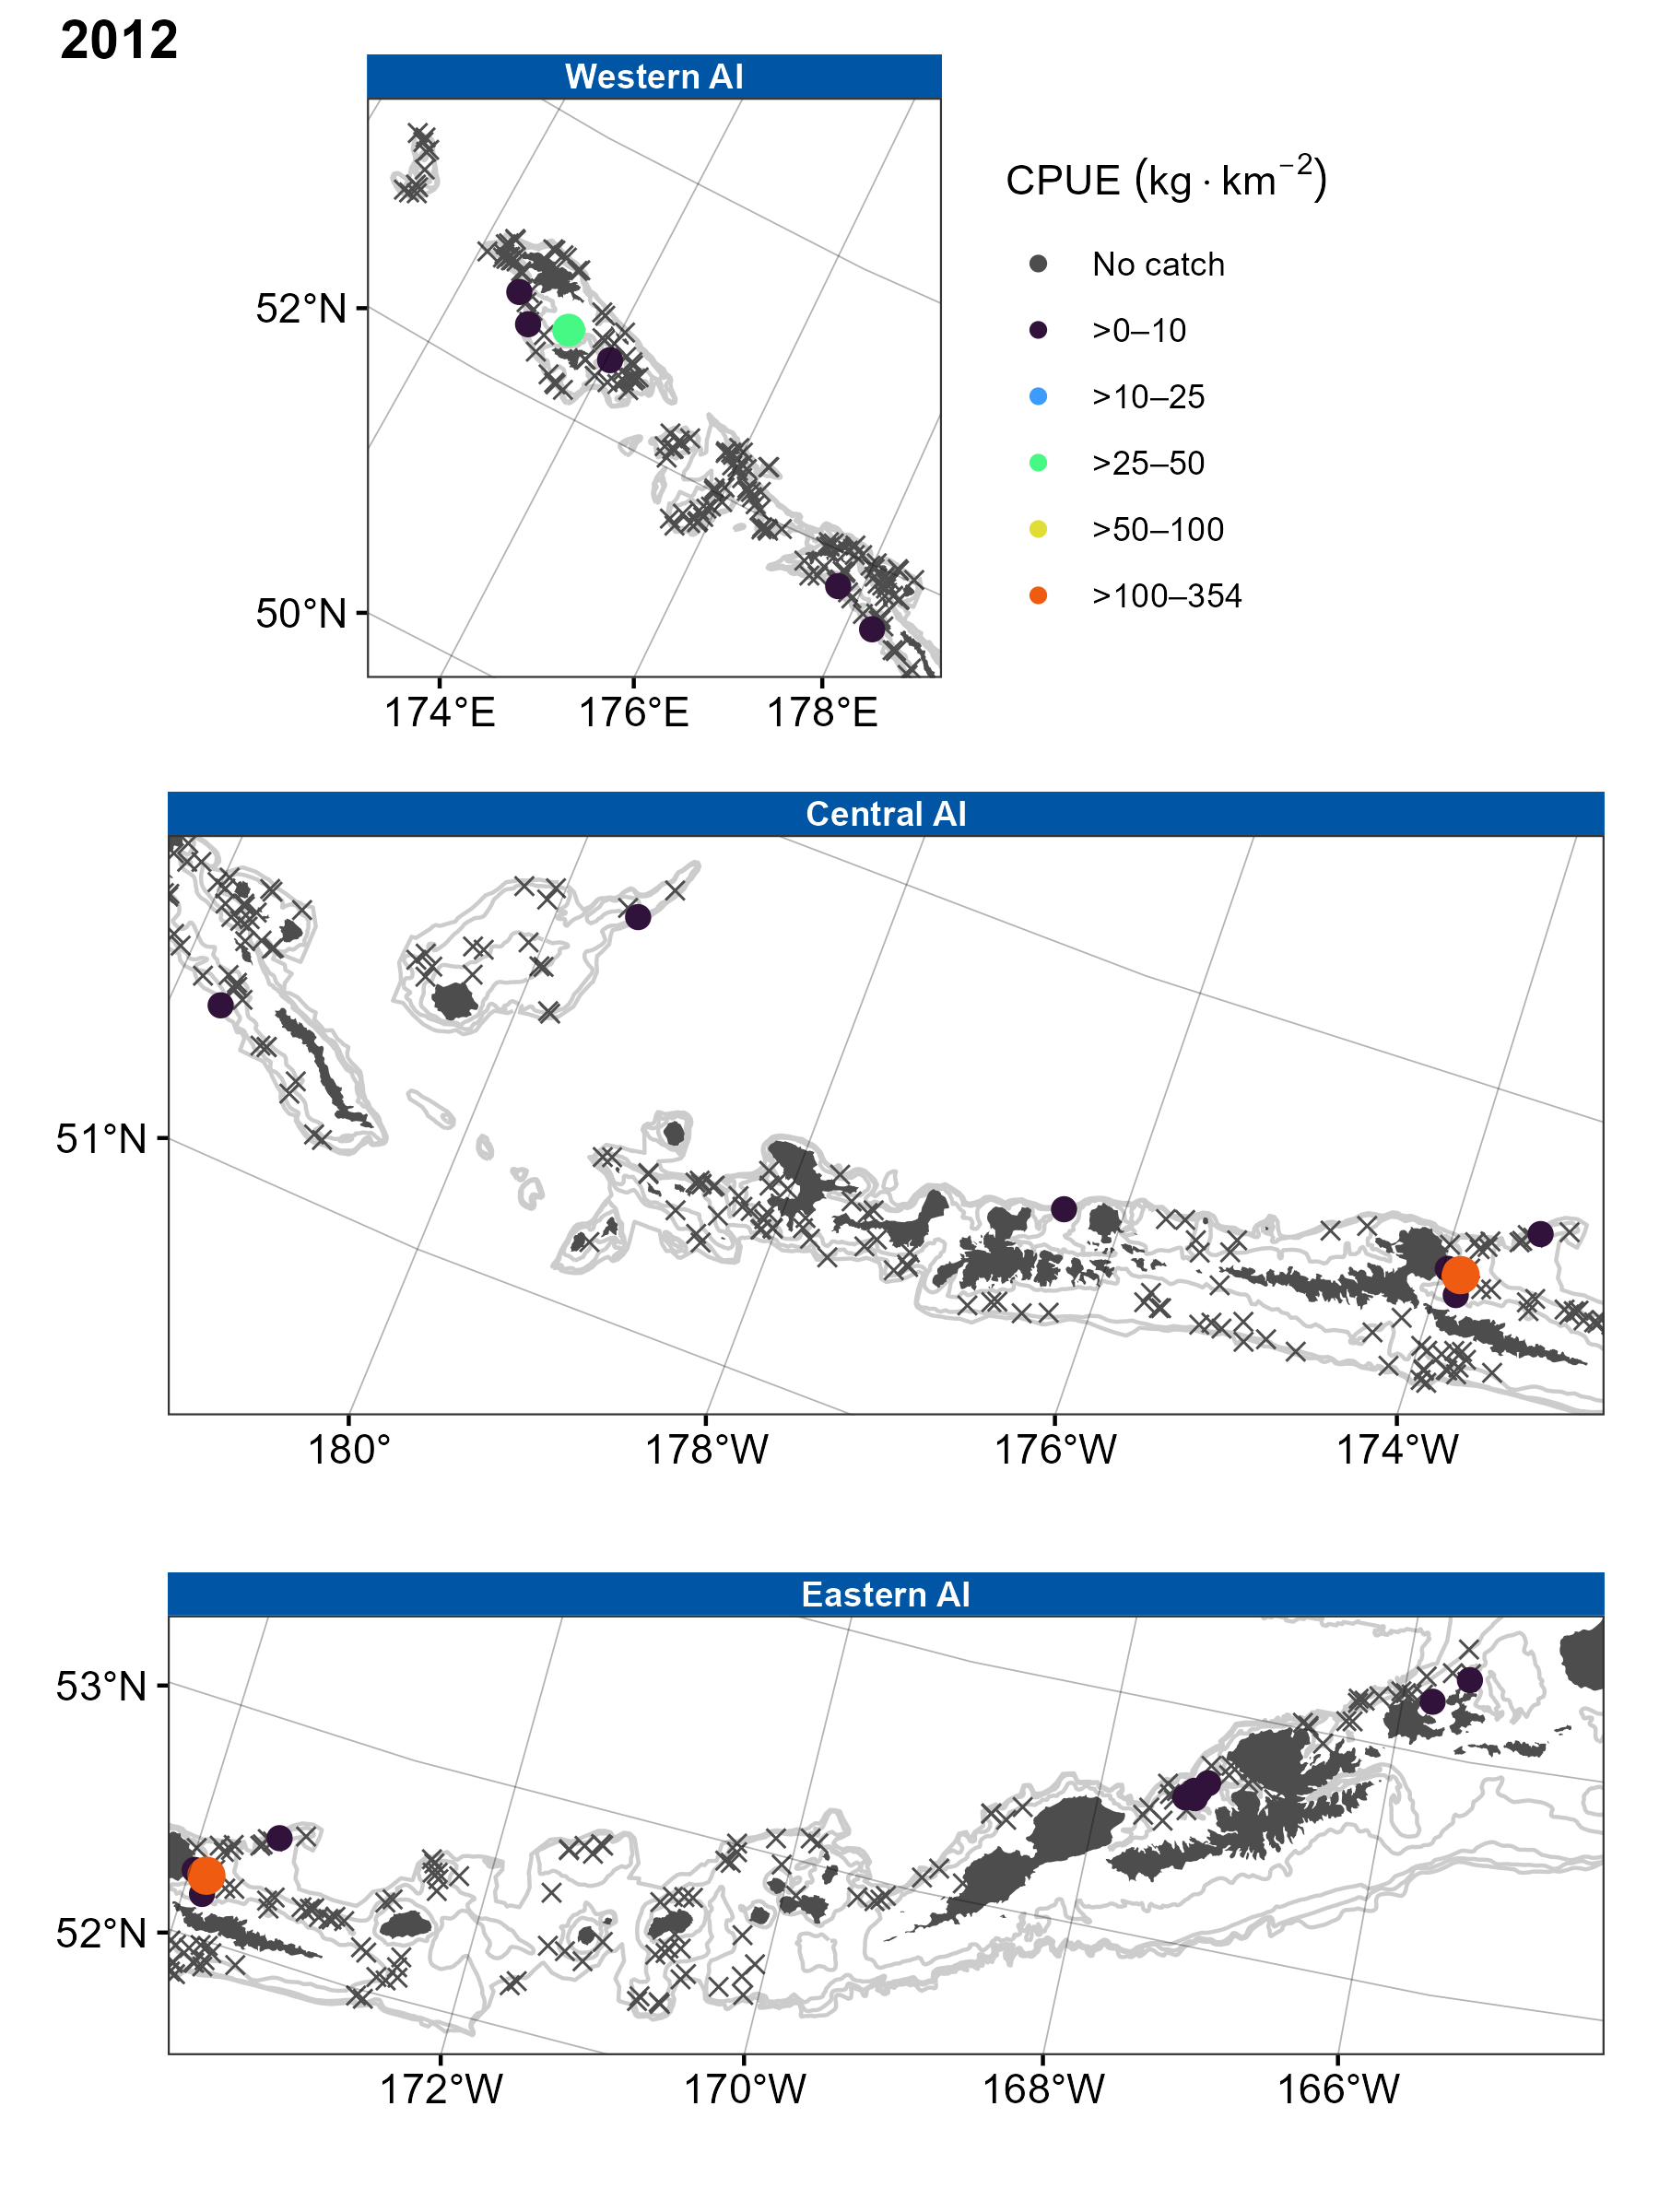 2012
Western AI
CPUE (kg·km⁻²)
No catch
>0–10
>10–25
>25–50
>50–100
>100–354
52°N
50°N
174°E 176°E 178°E
Central AI
51°N
180° 178°W 176°W 174°W
Eastern AI
53°N
52°N
172°W 170°W 168°W 166°W